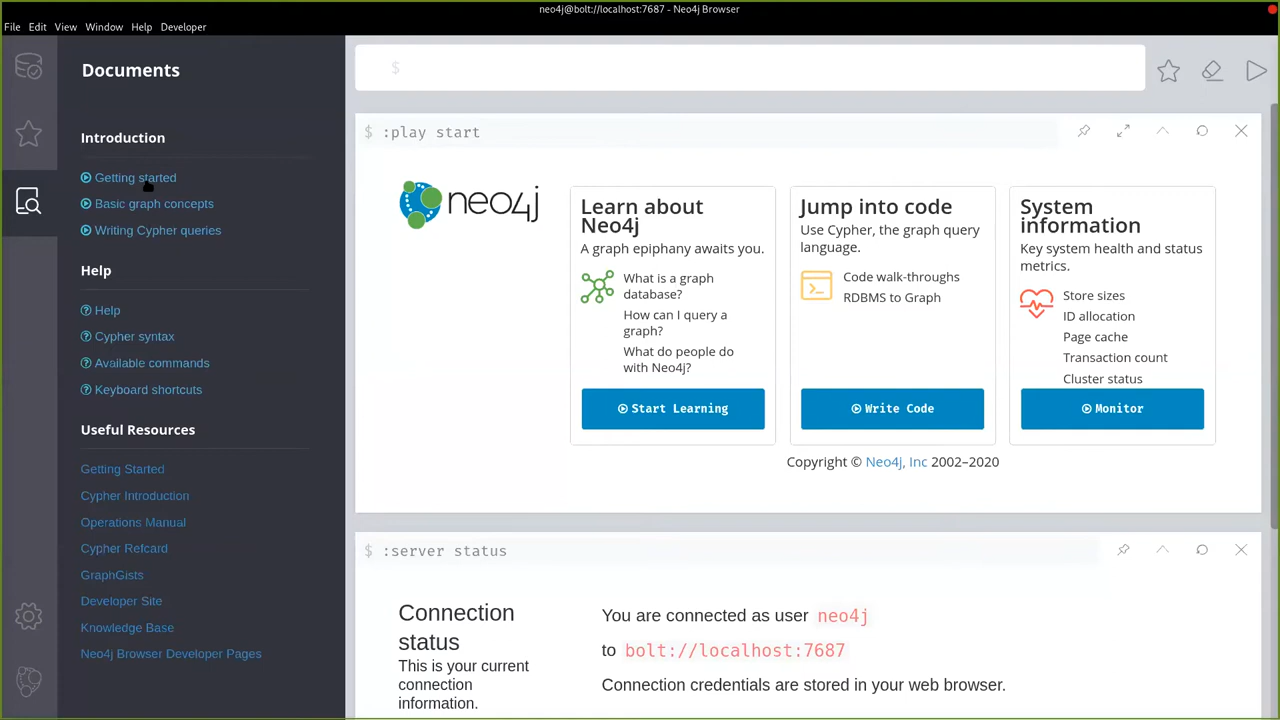 neo4j@bolt://localhost:7687 - Neo4j Browser
File Edit View Window Help Developer
Documents
Introduction
Getting started
Basic graph concepts
Writing Cypher queries
Help
Help
Cypher syntax
Available commands
Keyboard shortcuts
Useful Resources
Getting Started
Cypher Introduction
Operations Manual
Cypher Refcard
GraphGists
Developer Site
Knowledge Base
Neo4j Browser Developer Pages
$
$ :play start
neo4j
Learn about
Neo4j
A graph epiphany awaits you.
What is a graph
database?
How can I query a
graph?
What do people do
with Neo4j?
Start Learning
Jump into code
Use Cypher, the graph query
language.
Code walk-throughs
RDBMS to Graph
Write Code
System
information
Key system health and status
metrics.
Store sizes
ID allocation
Page cache
Transaction count
Cluster status
Monitor
Copyright © Neo4j, Inc 2002–2020
$ :server status
Connection
status
This is your current
connection
information.
You are connected as user neo4j
to bolt://localhost:7687
Connection credentials are stored in your web browser.